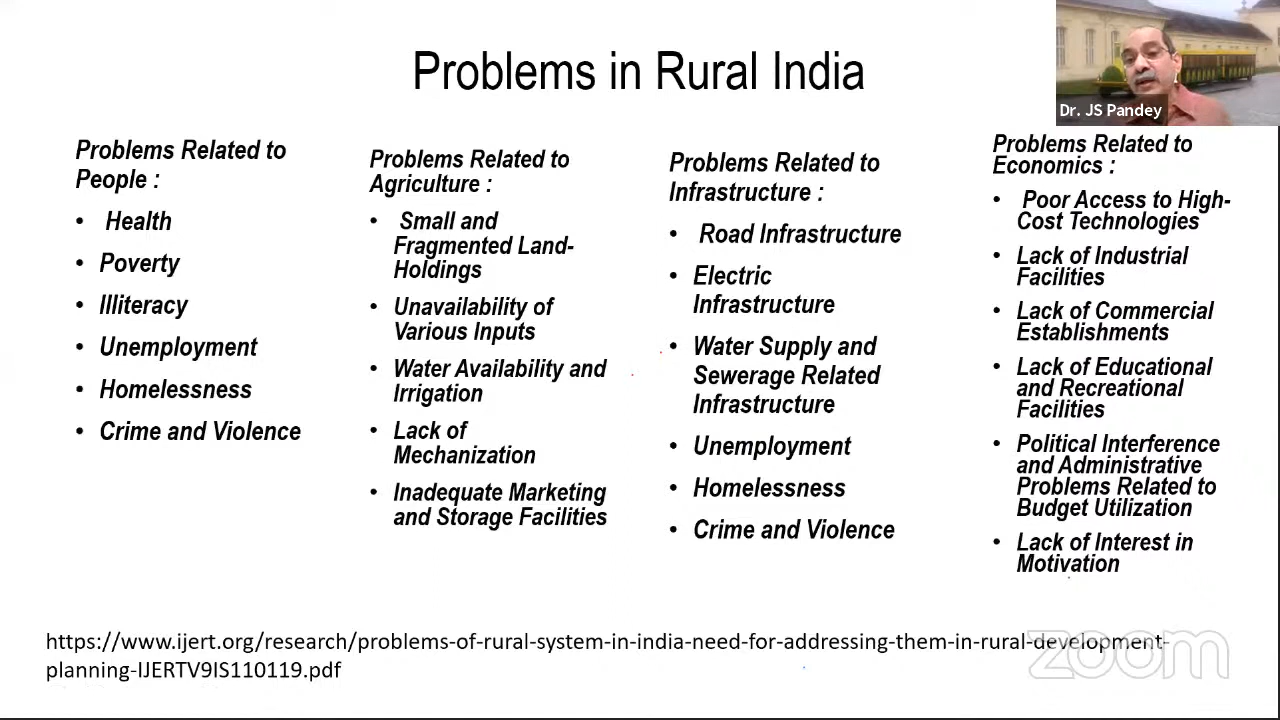 Problems in Rural India
Dr. JS Pandey
Problems Related to
People :
• Health
• Poverty
• Illiteracy
• Unemployment
• Homelessness
• Crime and Violence
Problems Related to
Agriculture :
• Small and
Fragmented Land-
Holdings
• Unavailability of
Various Inputs
• Water Availability and
Irrigation
• Lack of
Mechanization
• Inadequate Marketing
and Storage Facilities
Problems Related to
Infrastructure :
• Road Infrastructure
• Electric
Infrastructure
• Water Supply and
Sewerage Related
Infrastructure
• Unemployment
• Homelessness
• Crime and Violence
Problems Related to
Economics :
• Poor Access to High-
Cost Technologies
• Lack of Industrial
Facilities
• Lack of Commercial
Establishments
• Lack of Educational
and Recreational
Facilities
• Political Interference
and Administrative
Problems Related to
Budget Utilization
• Lack of Interest in
Motivation
https://www.ijert.org/research/problems-of-rural-system-in-india-need-for-addressing-them-in-rural-development-
planning-IJERTV9IS110119.pdf
zoom